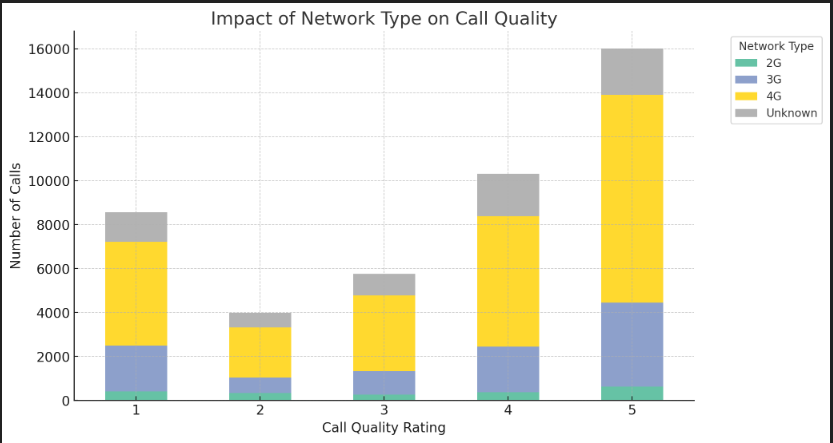 Impact of Network Type on Call Quality
Network Type
2G
3G
4G
Unknown
Number of Calls
16000
14000
12000
10000
8000
6000
4000
2000
0
1 2 3 4 5
Call Quality Rating